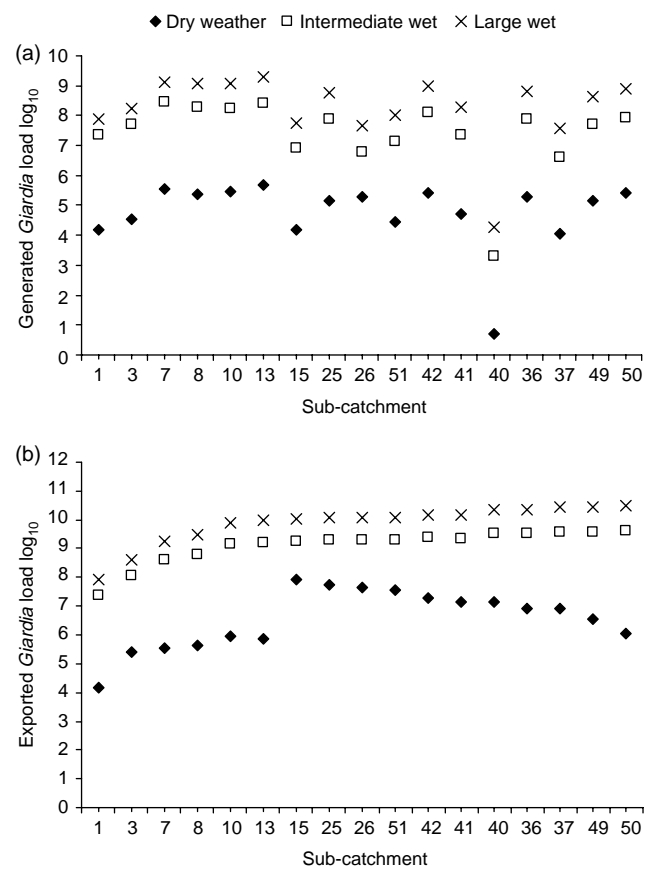 ◆ Dry weather □ Intermediate wet × Large wet
(a)
Generated Giardia load log10
10
9
8
7
6
5
4
3
2
1
0
1 3 7 8 10 13 15 25 26 51 42 41 40 36 37 49 50
Sub-catchment
(b)
Exported Giardia load log10
12
11
10
9
8
7
6
5
4
3
2
1
0
1 3 7 8 10 13 15 25 26 51 42 41 40 36 37 49 50
Sub-catchment